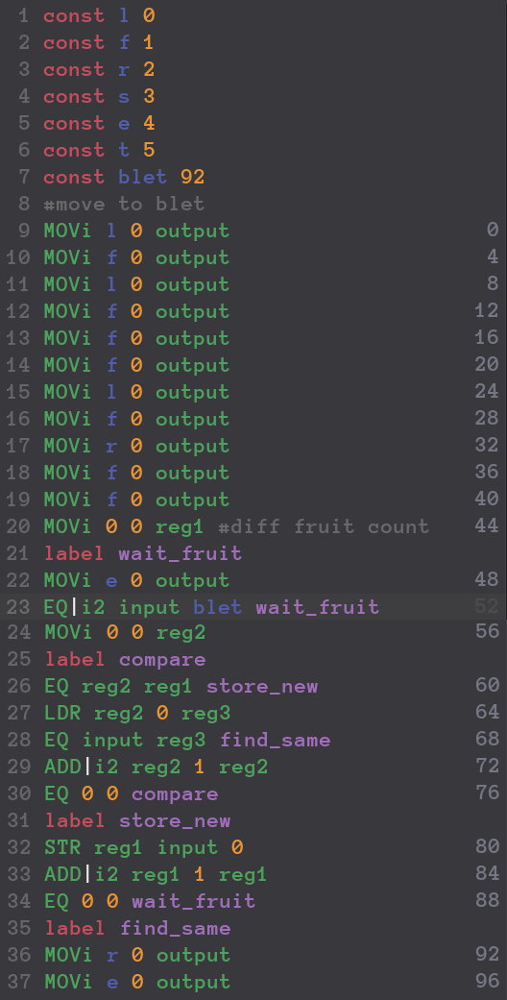 1 const l 0
2 const f 1
3 const r 2
4 const s 3
5 const e 4
6 const t 5
7 const blet 92
8 #move to blet
9 MOVi l 0 output 0
10 MOVi f 0 output 4
11 MOVi l 0 output 8
12 MOVi f 0 output 12
13 MOVi f 0 output 16
14 MOVi f 0 output 20
15 MOVi l 0 output 24
16 MOVi f 0 output 28
17 MOVi r 0 output 32
18 MOVi f 0 output 36
19 MOVi f 0 output 40
20 MOVi 0 0 reg1 #diff fruit count 44
21 label wait_fruit
22 MOVi e 0 output 48
23 EQ|i2 input blet wait_fruit 52
24 MOVi 0 0 reg2 56
25 label compare
26 EQ reg2 reg1 store_new 60
27 LDR reg2 0 reg3 64
28 EQ input reg3 find_same 68
29 ADD|i2 reg2 1 reg2 72
30 EQ 0 0 compare 76
31 label store_new
32 STR reg1 input 0 80
33 ADD|i2 reg1 1 reg1 84
34 EQ 0 0 wait_fruit 88
35 label find_same
36 MOVi r 0 output 92
37 MOVi e 0 output 96